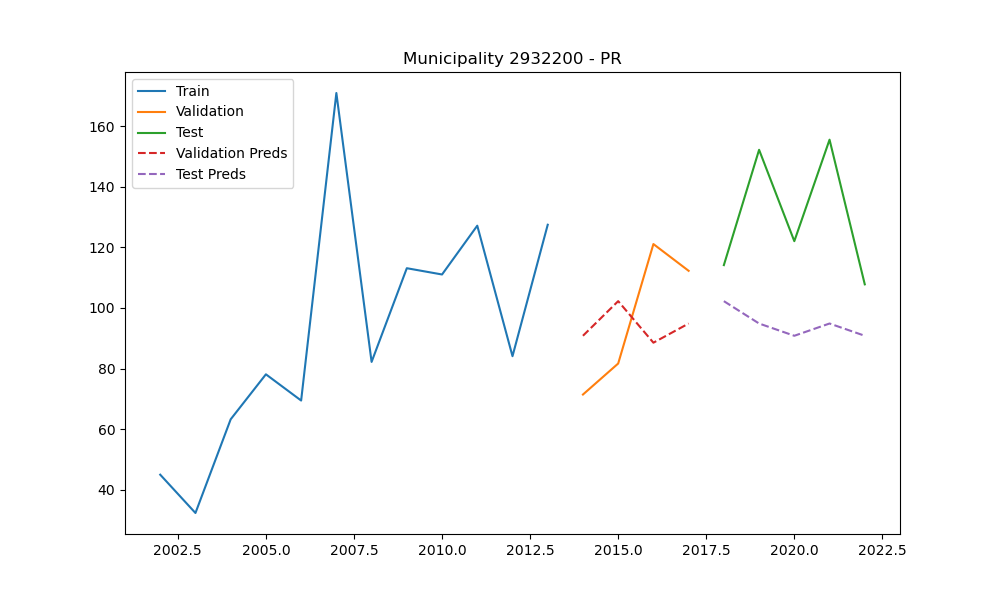 Municipality 2932200 - PR
Train
Validation
Test
Validation Preds
Test Preds
160
140
120
100
80
60
40
2002.5 2005.0 2007.5 2010.0 2012.5 2015.0 2017.5 2020.0 2022.5